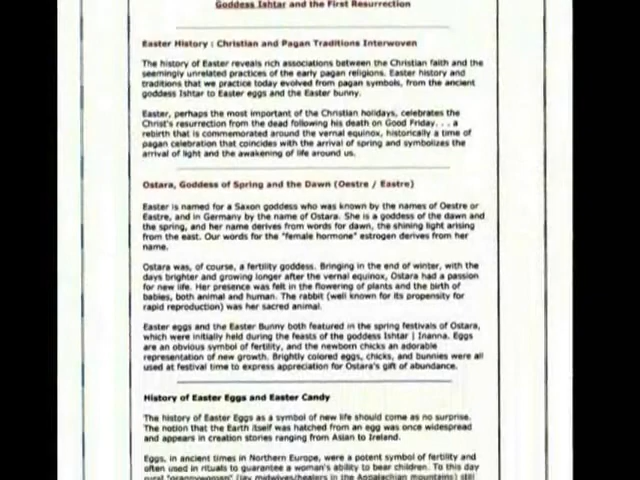 Goddess Ishtar and the First Resurrection
Easter History : Christian and Pagan Traditions Interwoven
The history of Easter reveals rich associations between the Christian faith and the
seemingly unrelated practices of the early pagan religions. Easter history and
traditions that we practice today evolved from pagan symbols, from the ancient
goddess Ishtar to Easter eggs and the Easter bunny.
Easter, perhaps the most important of the Christian holidays, celebrates the
Christ's resurrection from the dead following his death on Good Friday. . . a
rebirth that is commemorated around the vernal equinox, historically a time of
pagan celebration that coincides with the arrival of spring and symbolizes the
arrival of light and the awakening of life around us.
Ostara, Goddess of Spring and the Dawn (Oestre / Eastre)
Easter is named for a Saxon goddess who was known by the names of Oestre or
Eastre, and in Germany by the name of Ostara. She is a goddess of the dawn and
the spring, and her name derives from words for dawn, the shining light arising
from the east. Our words for the "female hormone" estrogen derives from her
name.
Ostara was, of course, a fertility goddess. Bringing in the end of winter, with the
days brighter and growing longer after the vernal equinox, Ostara had a passion
for new life. Her presence was felt in the flowering of plants and the birth of
babies, both animal and human. The rabbit (well known for its propensity for
rapid reproduction) was her sacred animal.
Easter eggs and the Easter Bunny both featured in the spring festivals of Ostara,
which were initially held during the feasts of the goddess Ishtar | Inanna. Eggs
are an obvious symbol of fertility, and the newborn chicks an adorable
representation of new growth. Brightly colored eggs, chicks, and bunnies were all
used at festival time to express appreciation for Ostara's gift of abundance.
History of Easter Eggs and Easter Candy
The history of Easter Eggs as a symbol of new life should come as no surprise.
The notion that the Earth itself was hatched from an egg was once widespread
and appears in creation stories ranging from Asian to Ireland.
Eggs, in ancient times in Northern Europe, were a potent symbol of fertility and
often used in rituals to guarantee a woman's ability to bear children. To this day
rural "grannywomen" (lay midwives/healers in the Appalachian mountains) still